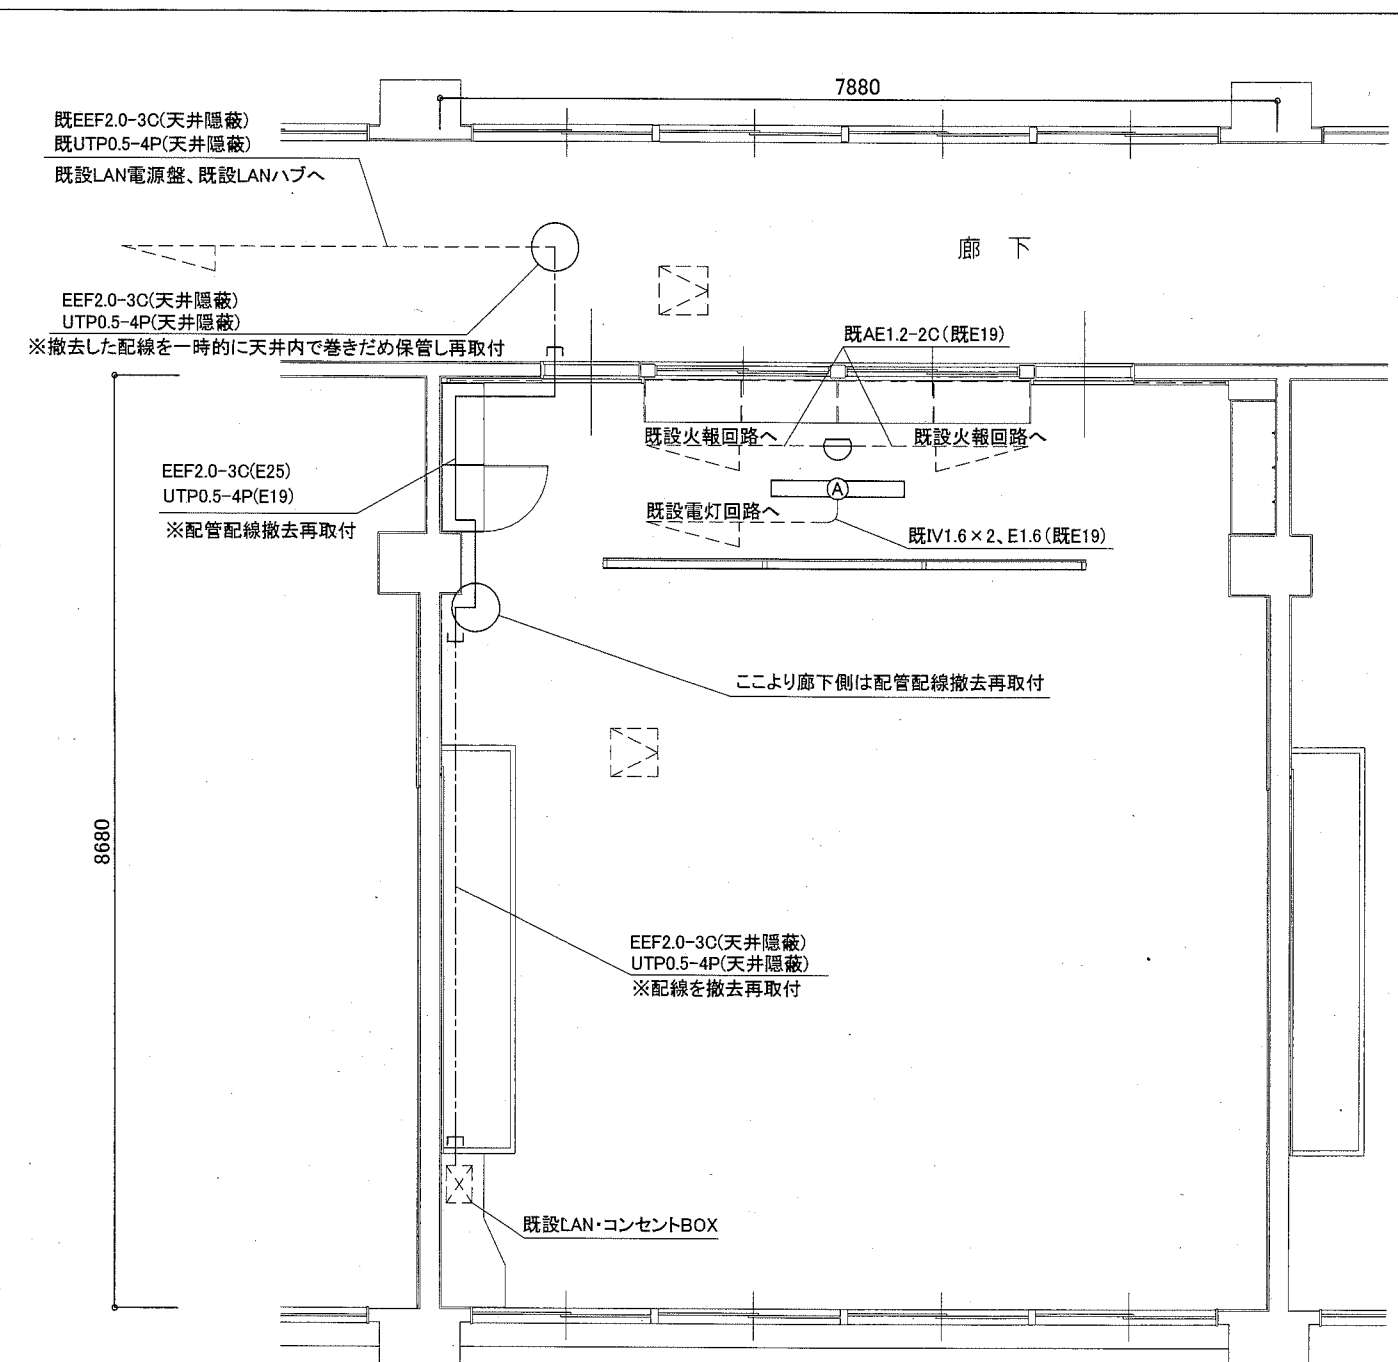 7880
既EEF2.0-3C(天井隠蔽)
既UTP0.5-4P(天井隠蔽)
既設LAN電源盤、既設LANハブへ
廊 下
EEF2.0-3C(天井隠蔽)
UTP0.5-4P(天井隠蔽)
※撤去した配線を一時的に天井内で巻きだめ保管し再取付
既AE1.2-2C(既E19)
既設火報回路へ
既設火報回路へ
EEF2.0-3C(E25)
UTP0.5-4P(E19)
※配管配線撤去再取付
A
既設電灯回路へ
既IV1.6×2、E1.6(既E19)
ここより廊下側は配管配線撤去再取付
8680
EEF2.0-3C(天井隠蔽)
UTP0.5-4P(天井隠蔽)
※配線を撤去再取付
既設LAN・コンセントBOX